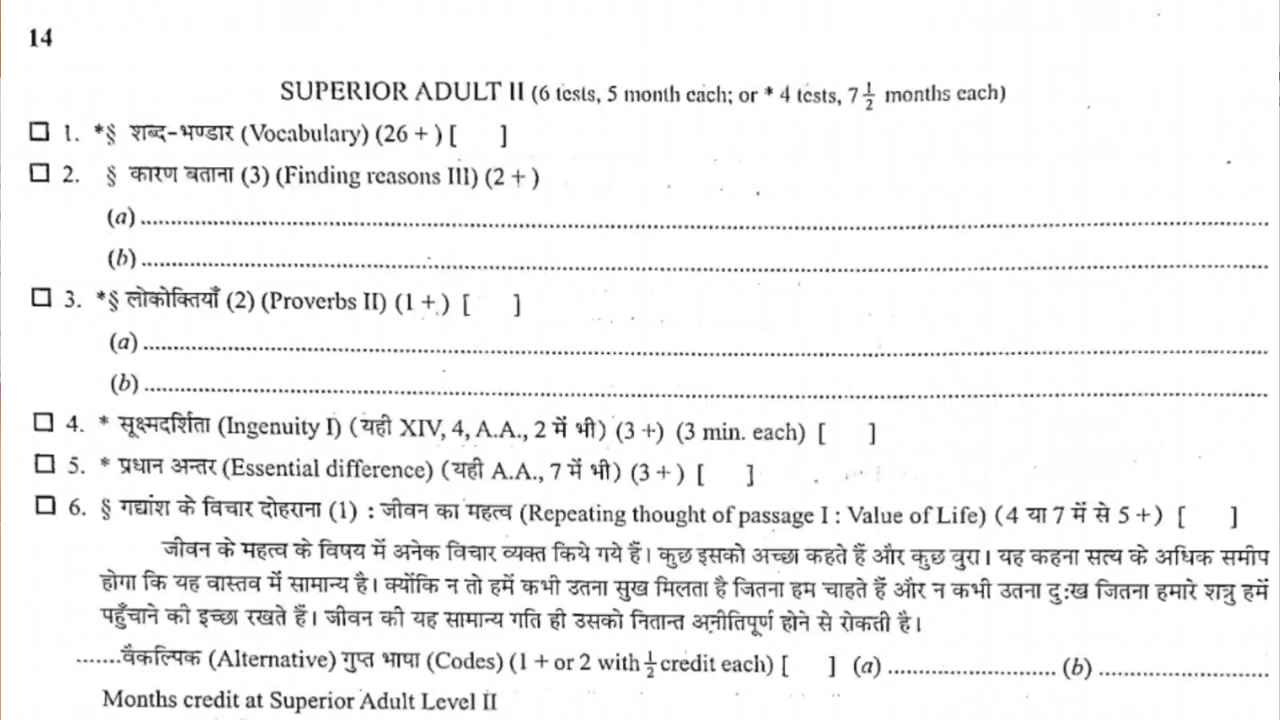 14
SUPERIOR ADULT II (6 tests, 5 month each; or * 4 tests, 7 1/2 months each)
☐ 1. *§ शब्द-भण्डार (Vocabulary) (26 + ) [ ]
☐ 2. § कारण बताना (3) (Finding reasons III) (2 + )
(a) ........................................
(b) ........................................
☐ 3. *§ लोकोक्तियाँ (2) (Proverbs II) (1 + ) [ ]
(a) ........................................
(b) ........................................
☐ 4. * सूक्ष्मदर्शिता (Ingenuity I) (यही XIV, 4, A.A., 2 में भी) (3 +) (3 min. each) [ ]
☐ 5. * प्रधान अन्तर (Essential difference) (यही A.A., 7 में भी) (3 + ) [ ]
☐ 6. § गद्यांश के विचार दोहराना (1) : जीवन का महत्व (Repeating thought of passage I : Value of Life) (4 या 7 में से 5 +) [ ]
जीवन के महत्व के विषय में अनेक विचार व्यक्त किये गये हैं। कुछ इसको अच्छा कहते हैं और कुछ बुरा। यह कहना सत्य के अधिक समीप
होगा कि यह वास्तव में सामान्य है। क्योंकि न तो हमें कभी उतना सुख मिलता है जितना हम चाहते हैं और न कभी उतना दु:ख जितना हमारे शत्रु हमें
पहुँचाने की इच्छा रखते हैं। जीवन की यह सामान्य गति ही उसको नितान्त अनीतिपूर्ण होने से रोकती है।
.......वैकल्पिक (Alternative) गुप्त भाषा (Codes) (1 + or 2 with 1/2 credit each) [ ] (a) ............................ (b) ............................
Months credit at Superior Adult Level II